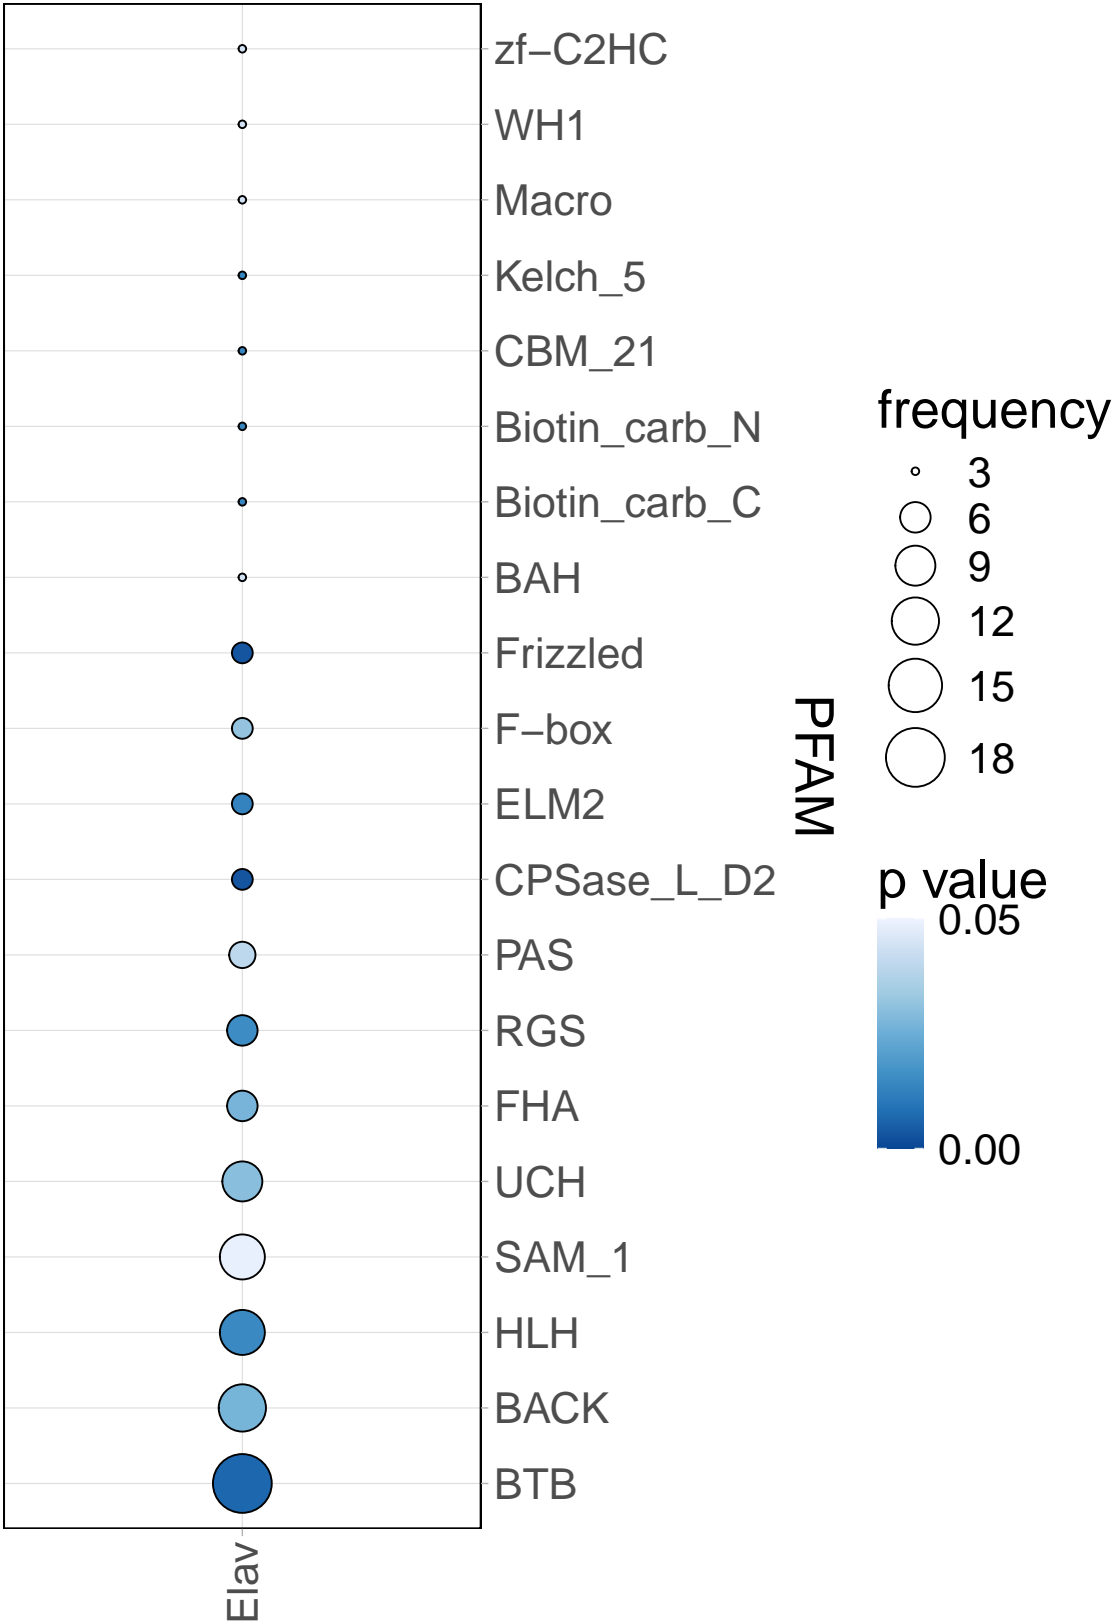 zf−C2HC
WH1
Macro
Kelch_5
CBM_21
Biotin_carb_N
Biotin_carb_C
BAH
Frizzled
F−box
ELM2
CPSase_L_D2
PAS
RGS
FHA
UCH
SAM_1
HLH
BACK
BTB
Elav
PFAM
frequency
3
6
9
12
15
18
p value
0.05
0.00